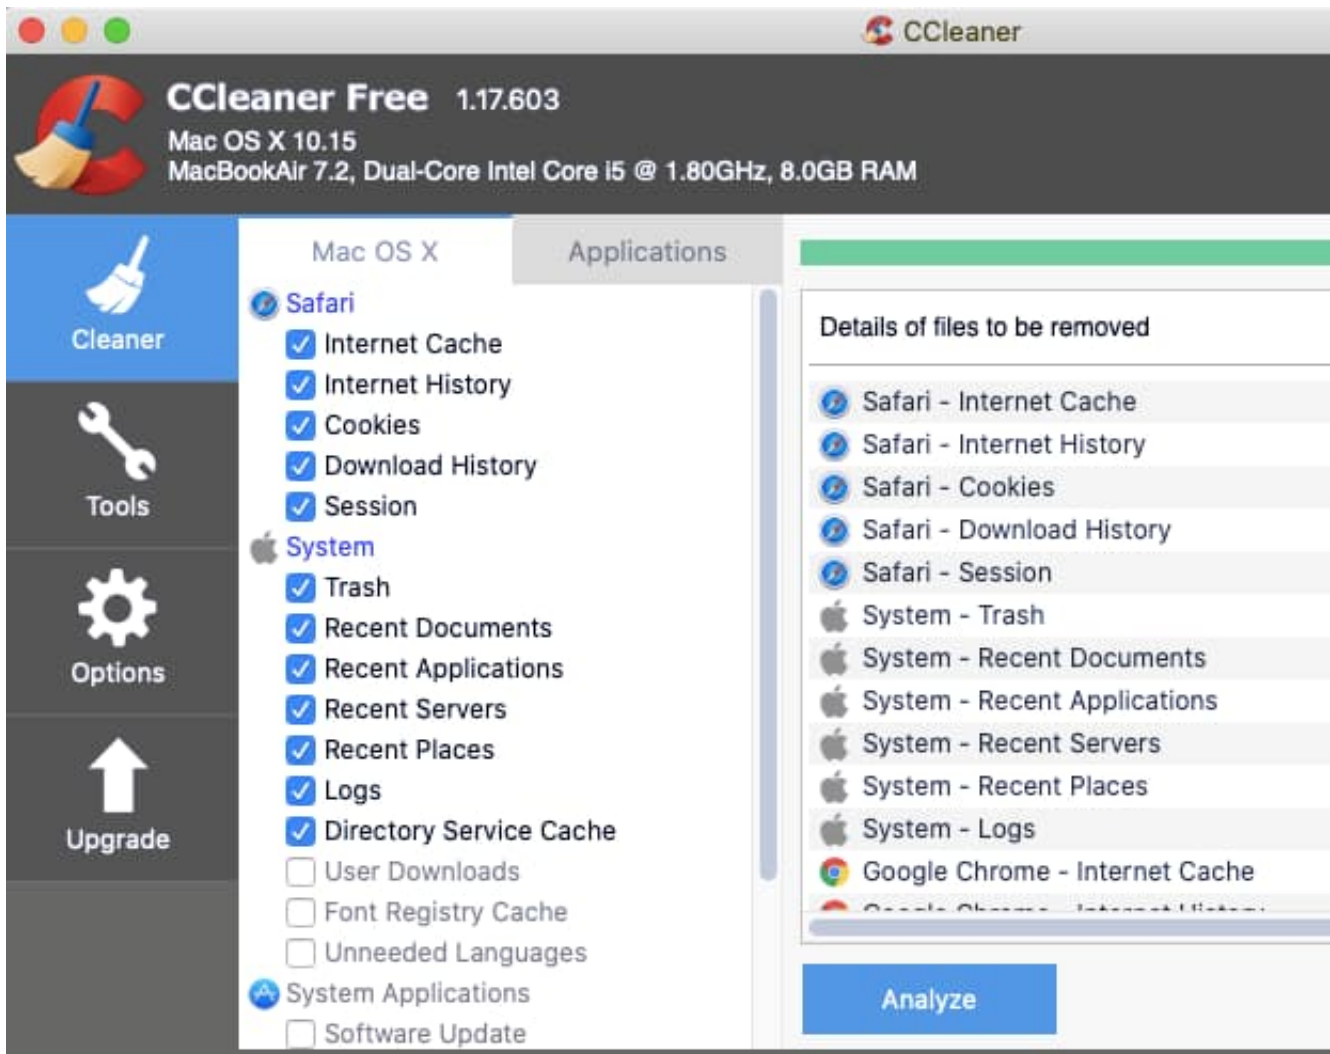 CCleaner
CCleaner Free 1.17.603
Mac OS X 10.15
MacBookAir 7.2, Dual-Core Intel Core i5 @ 1.80GHz, 8.0GB RAM
Cleaner
Tools
Options
Upgrade
Mac OS X
Applications
Safari
Internet Cache
Internet History
Cookies
Download History
Session
System
Trash
Recent Documents
Recent Applications
Recent Servers
Recent Places
Logs
Directory Service Cache
User Downloads
Font Registry Cache
Unneeded Languages
System Applications
Software Update
Details of files to be removed
Safari - Internet Cache
Safari - Internet History
Safari - Cookies
Safari - Download History
Safari - Session
System - Trash
System - Recent Documents
System - Recent Applications
System - Recent Servers
System - Recent Places
System - Logs
Google Chrome - Internet Cache
Google Chrome - Internet History
Analyze